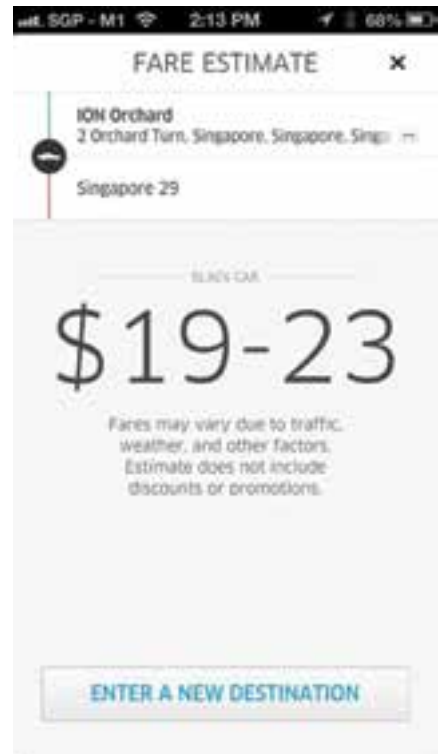 SGP - M1 2:13 PM 68%
FARE ESTIMATE ×
ION Orchard
2 Orchard Turn, Singapore, Singapore, Sing
Singapore 29
BLACK CAR
$19-23
Fares may vary due to traffic,
weather, and other factors.
Estimate does not include
discounts or promotions.
ENTER A NEW DESTINATION